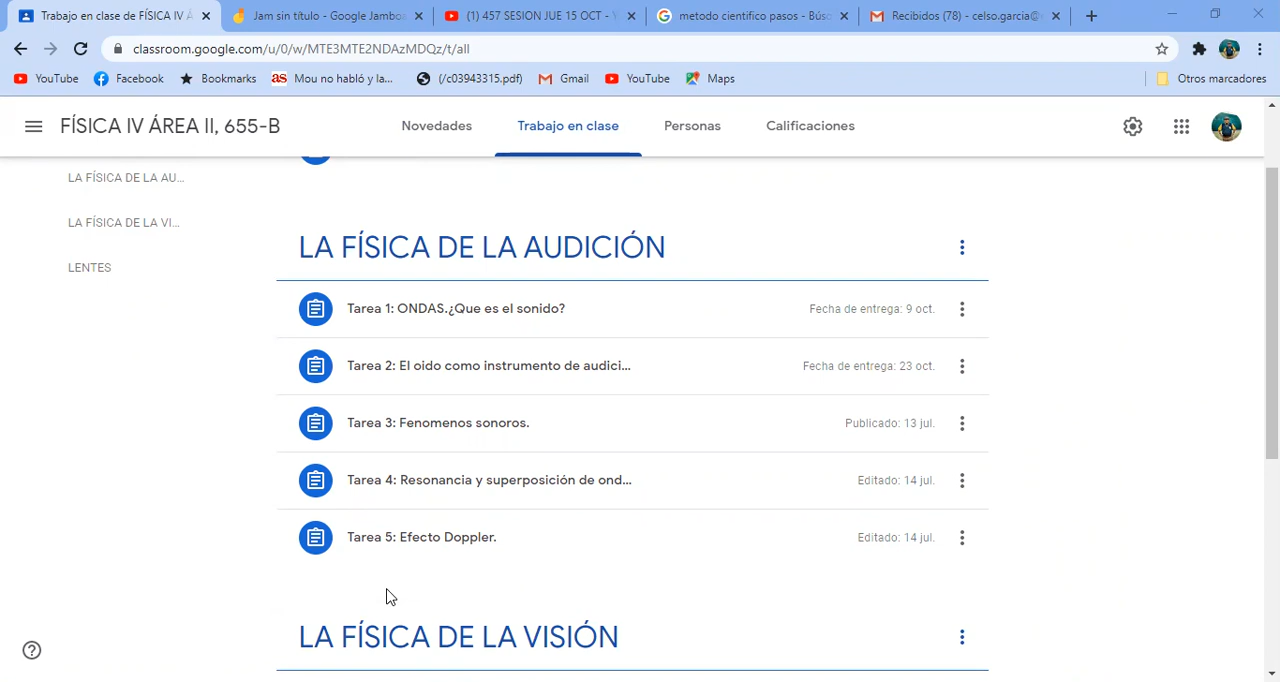 Trabajo en clase de FÍSICA IV Á
Jam sin título - Google Jamboa
(1) 457 SESION JUE 15 OCT - Y
metodo cientifico pasos - Bús
Recibidos (78) - celso.garcia@
classroom.google.com/u/0/w/MTE3MTE2NDAzMDQz/t/all
YouTube
Facebook
Bookmarks
as Mou no habló y la...
(/c03943315.pdf)
Gmail
YouTube
Maps
Otros marcadores
FÍSICA IV ÁREA II, 655-B
Novedades
Trabajo en clase
Personas
Calificaciones
LA FÍSICA DE LA AU...
LA FÍSICA DE LA VI...
LENTES
LA FÍSICA DE LA AUDICIÓN
Tarea 1: ONDAS.¿Que es el sonido? Fecha de entrega: 9 oct.
Tarea 2: El oido como instrumento de audici... Fecha de entrega: 23 oct.
Tarea 3: Fenomenos sonoros. Publicado: 13 jul.
Tarea 4: Resonancia y superposición de ond... Editado: 14 jul.
Tarea 5: Efecto Doppler. Editado: 14 jul.
LA FÍSICA DE LA VISIÓN